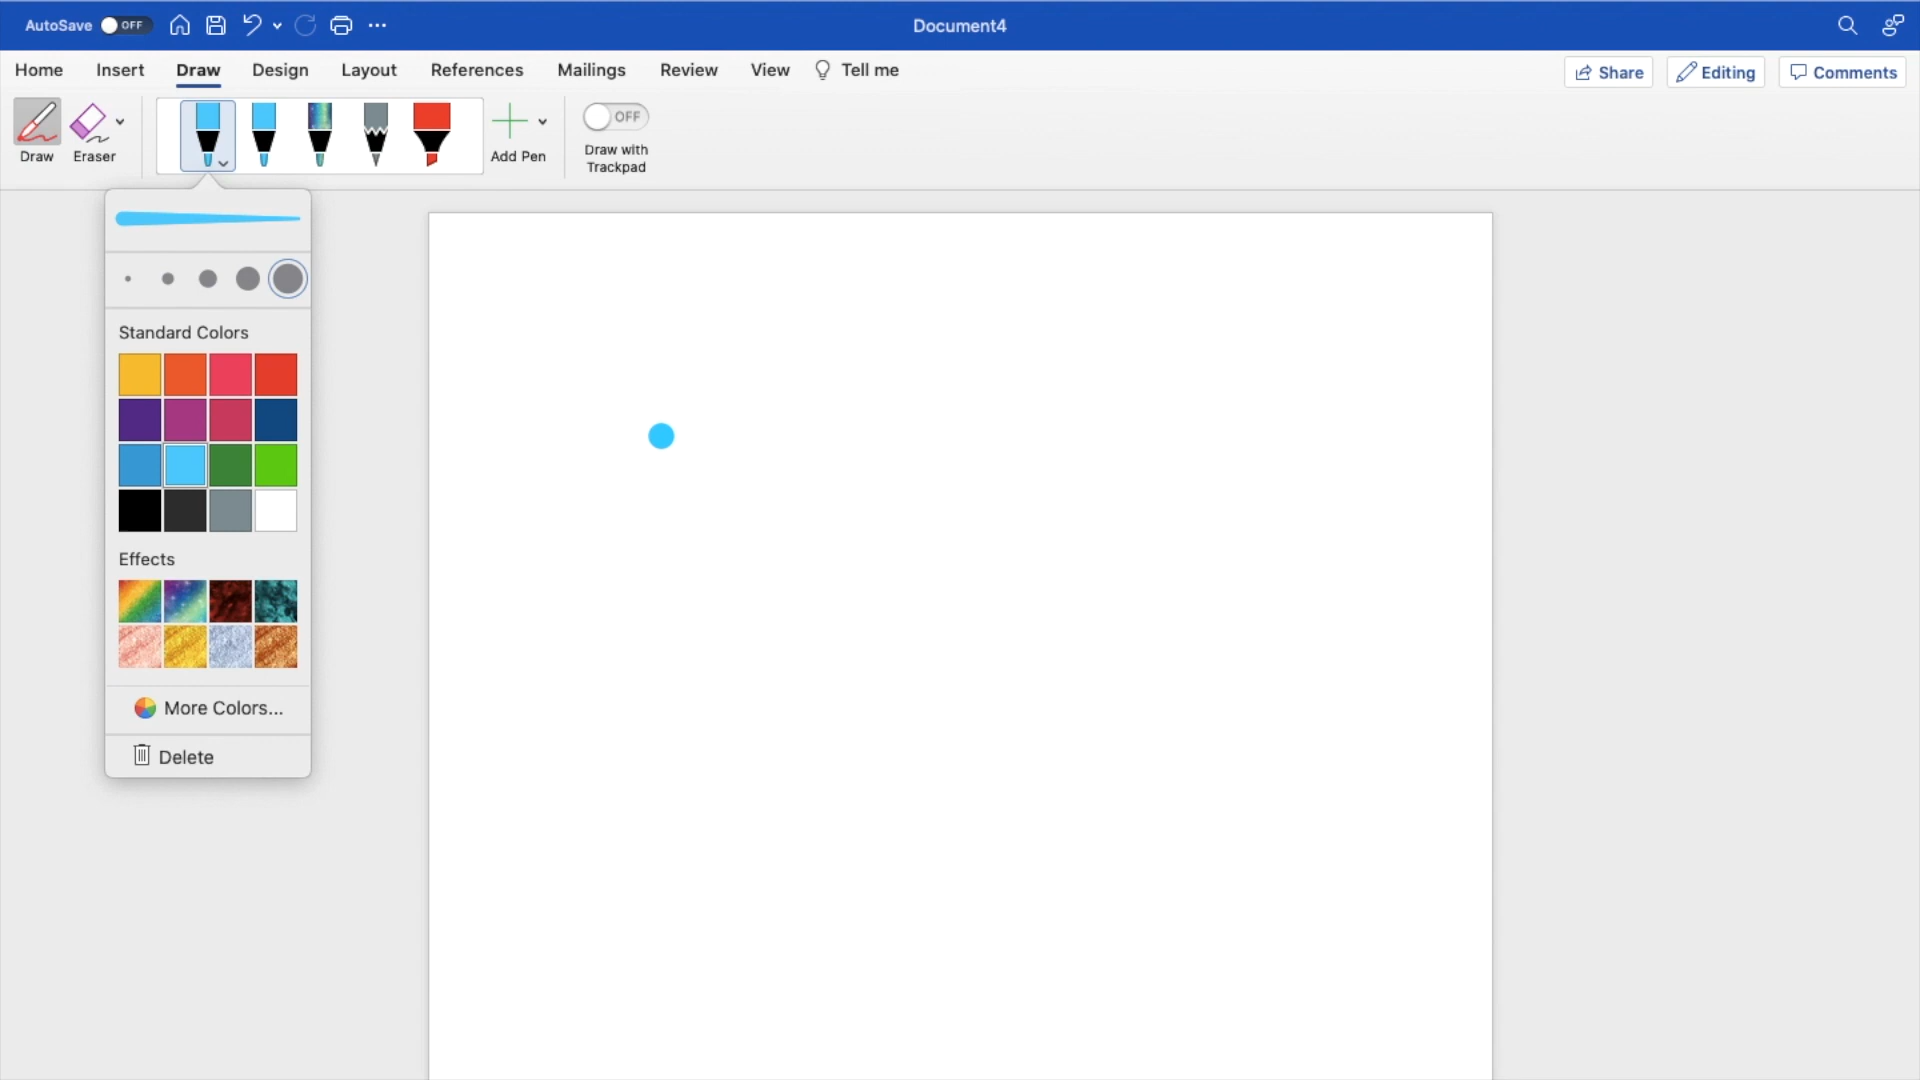 AutoSave OFF
Document4
Home Insert Draw Design Layout References Mailings Review View Tell me
Share Editing Comments
Draw Eraser Add Pen OFF
Draw with
Trackpad
Standard Colors
Effects
More Colors...
Delete